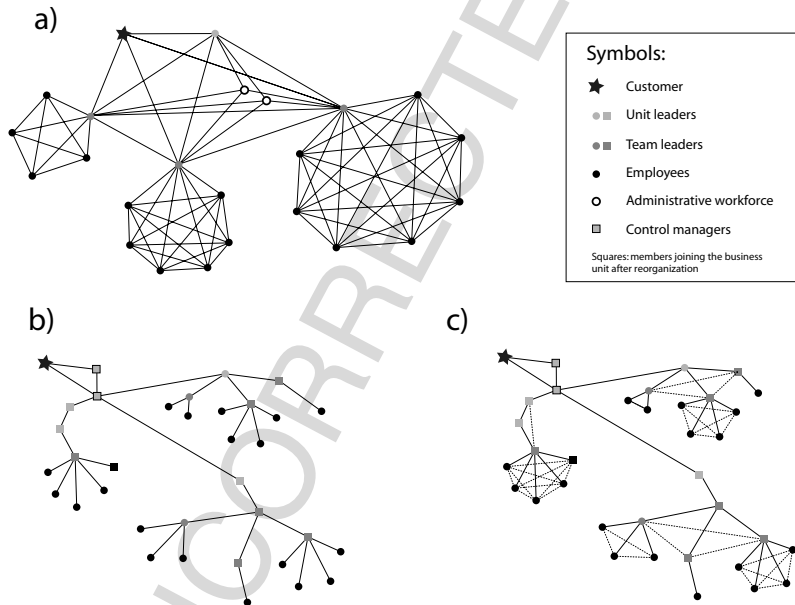 a)
Symbols:
Customer
Unit leaders
Team leaders
Employees
Administrative workforce
Control managers
Squares: members joining the business
unit after reorganization
b)
c)
NCORRECTE